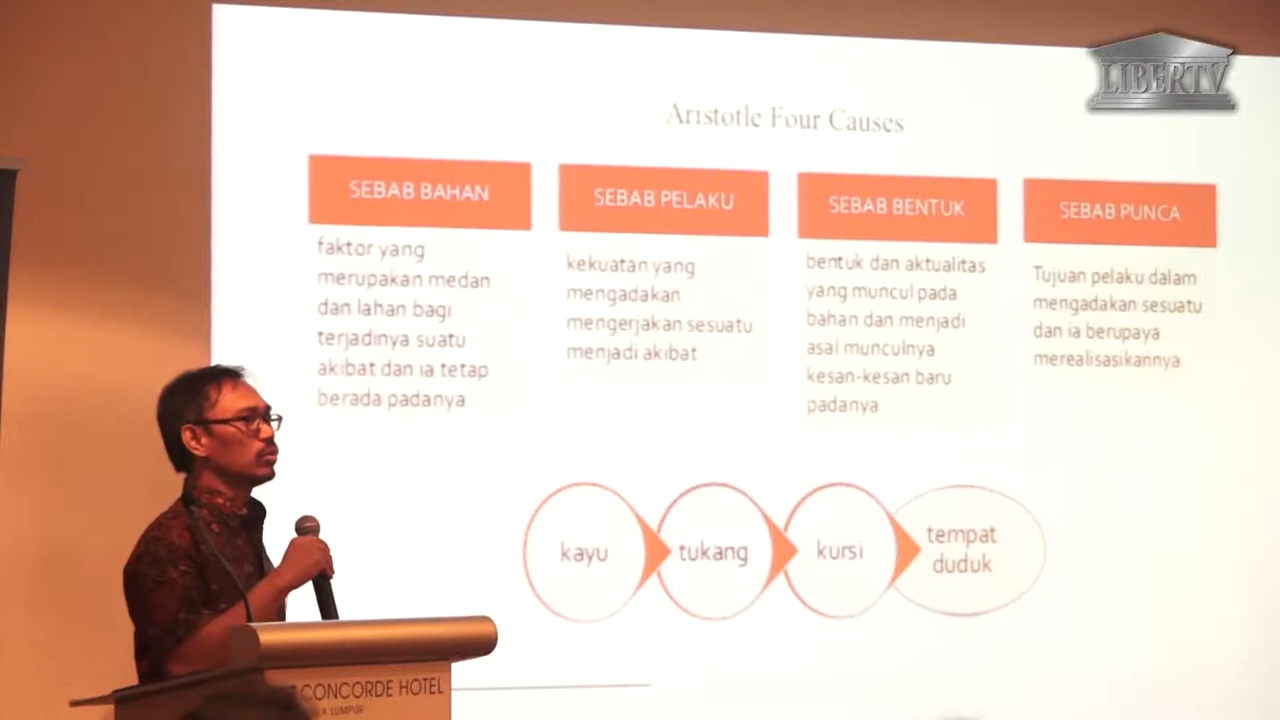 LIBERTV
Aristotle Four Causes
SEBAB BAHAN
faktor yang
merupakan medan
dan lahan bagi
terjadinya suatu
akibat dan ia tetap
berada padanya
SEBAB PELAKU
kekuatan yang
mengadakan
mengerjakan sesuatu
menjadi akibat
SEBAB BENTUK
bentuk dan aktualitas
yang muncul pada
bahan dan menjadi
asal munculnya
kesan-kesan baru
padanya
SEBAB PUNCA
Tujuan pelaku dalam
mengadakan sesuatu
dan ia berupaya
merealisasikannya
kayu
tukang
kursi
tempat
duduk
CONCORDE HOTEL
LUMPUR